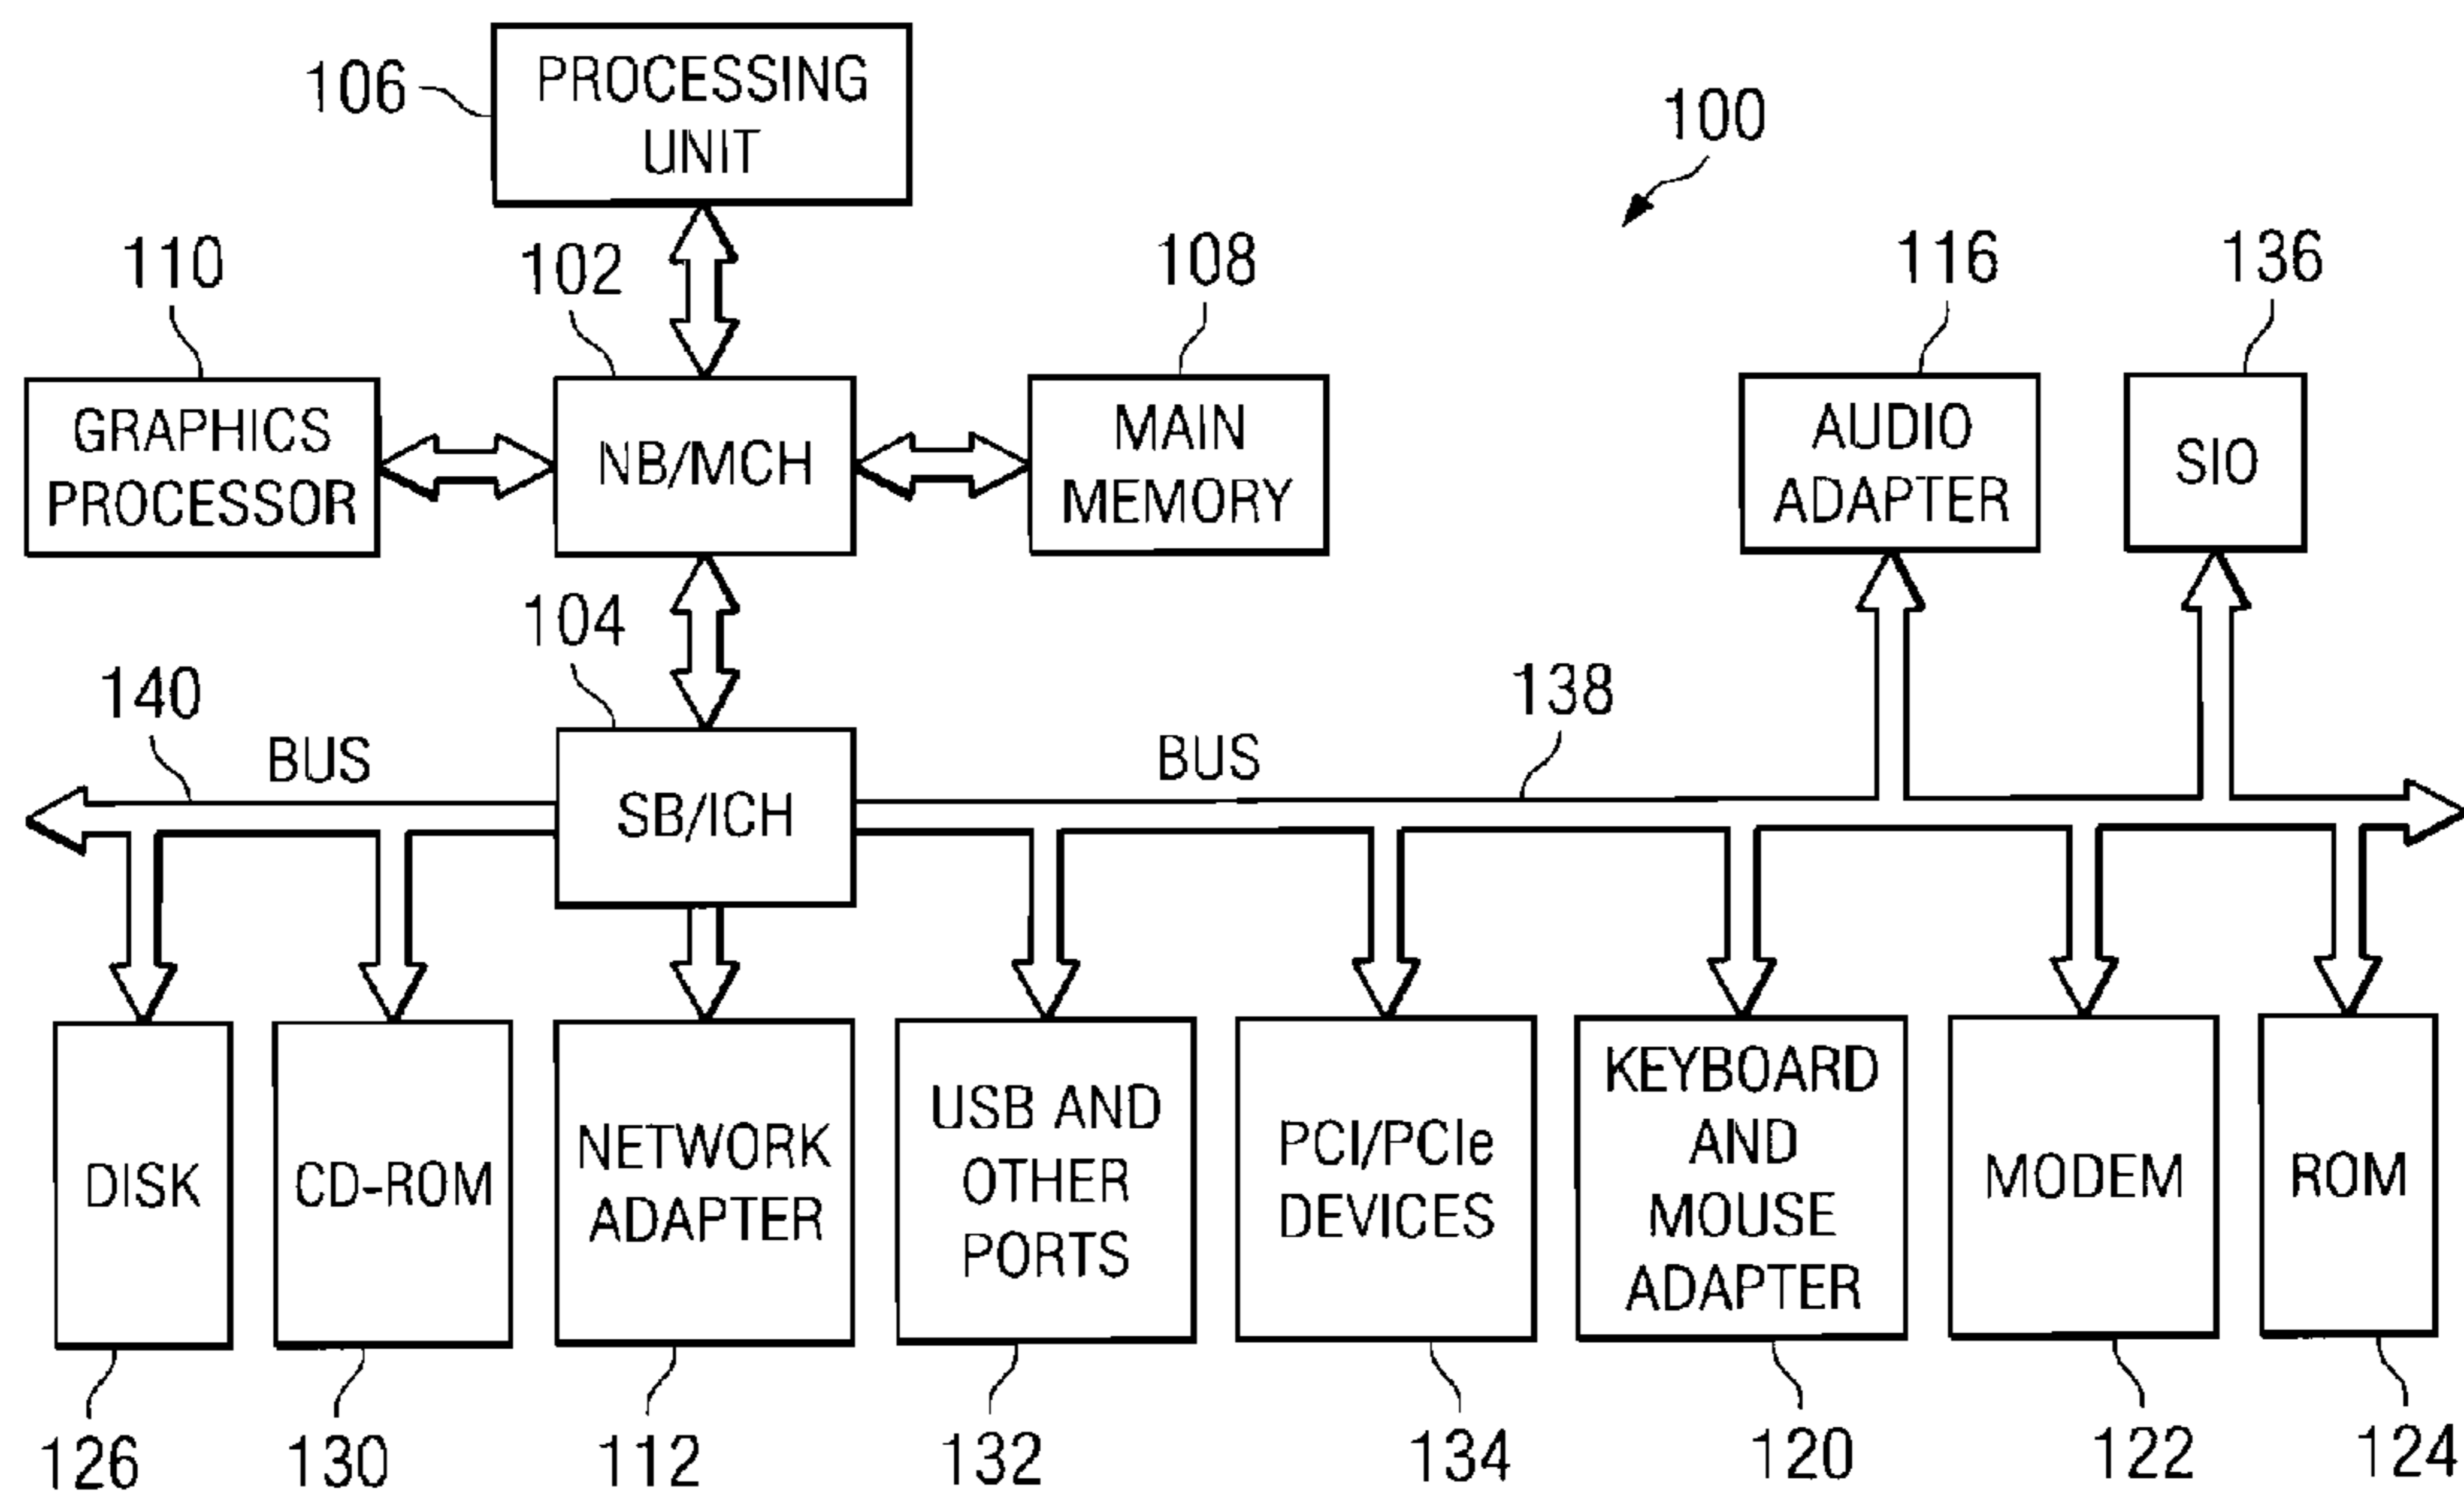 106
PROCESSING
UNIT
100
110
102
108
116
136
GRAPHICS
PROCESSOR
NB/MCH
MAIN
MEMORY
AUDIO
ADAPTER
SIO
104
140
BUS
BUS
138
SB/ICH
DISK
CD-ROM
NETWORK
ADAPTER
USB AND
OTHER
PORTS
PCI/PCIe
DEVICES
KEYBOARD
AND
MOUSE
ADAPTER
MODEM
ROM
126
130
112
132
134
120
122
124